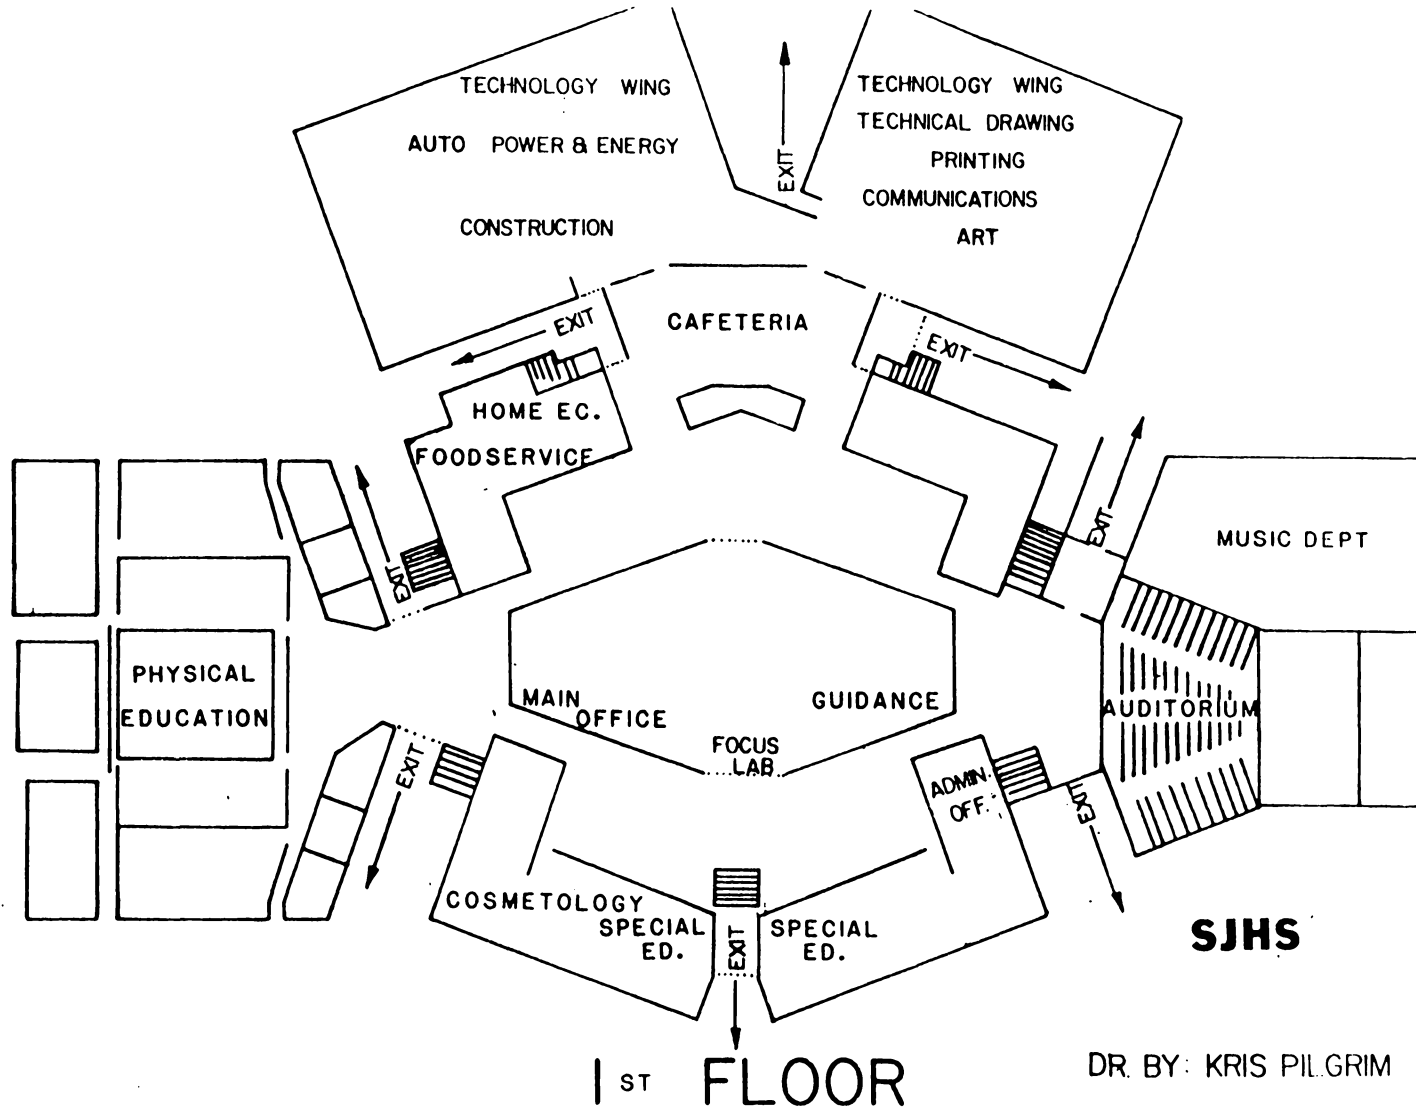 TECHNOLOGY WING
AUTO POWER & ENERGY
CONSTRUCTION
TECHNOLOGY WING
TECHNICAL DRAWING
PRINTING
COMMUNICATIONS
ART
EXIT
EXIT
CAFETERIA
EXIT
HOME EC.
FOODSERVICE
EXIT
EXIT
MUSIC DEPT
PHYSICAL
EDUCATION
MAIN
OFFICE
GUIDANCE
AUDITORIUM
FOCUS
LAB
EXIT
ADMIN.
OFF.
EXIT
COSMETOLOGY
SPECIAL
ED.
EXIT
SPECIAL
ED.
SJHS
1ST FLOOR
DR. BY: KRIS PILGRIM